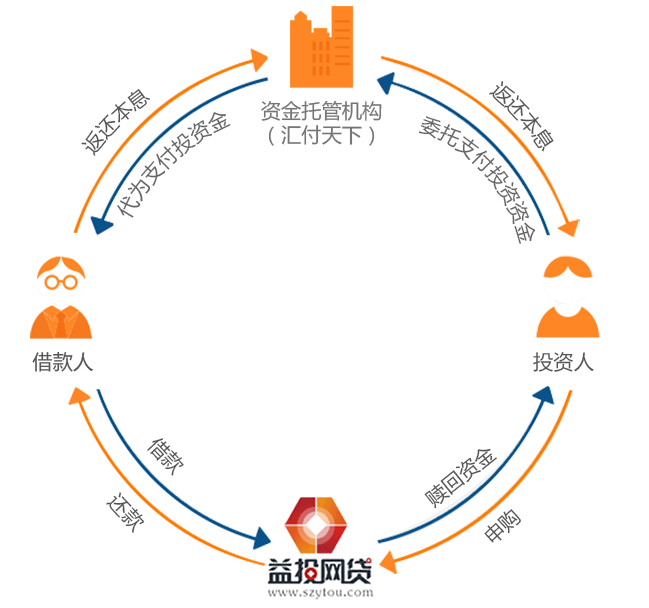 资金托管机构
（汇付天下）
返还本息
代为支付投资金
返还本息
委托支付投资资金
借款人
投资人
借款
还款
赎回资金
申购
益投网贷
www.szytou.com